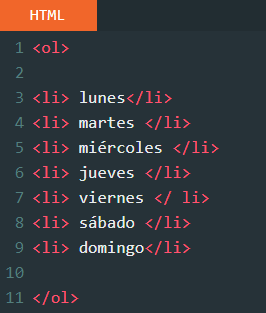 HTML
1 <ol>
2
3 <li> lunes</li>
4 <li> martes </li>
5 <li> miércoles </li>
6 <li> jueves </li>
7 <li> viernes </ li>
8 <li> sábado </li>
9 <li> domingo</li>
10
11 </ol>